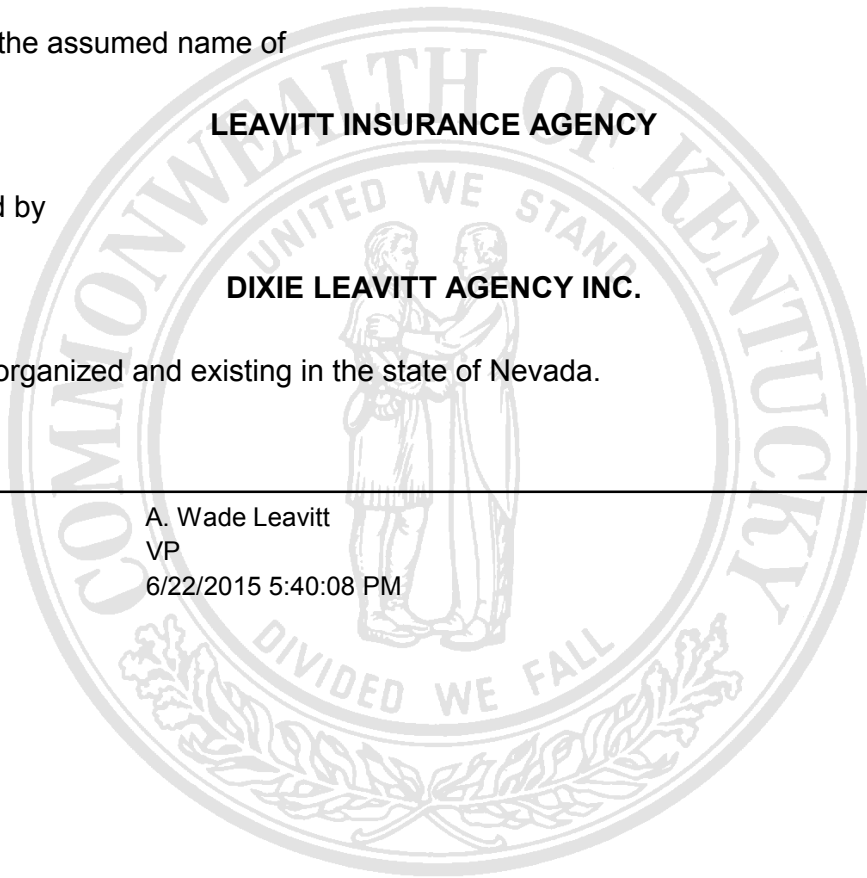 the assumed name of
LEAVITT INSURANCE AGENCY
d by
DIXIE LEAVITT AGENCY INC.
organized and existing in the state of Nevada.
A. Wade Leavitt
VP
6/22/2015 5:40:08 PM
COMMONWEALTH OF KENTUCKY
UNITED WE STAND
DIVIDED WE FALL